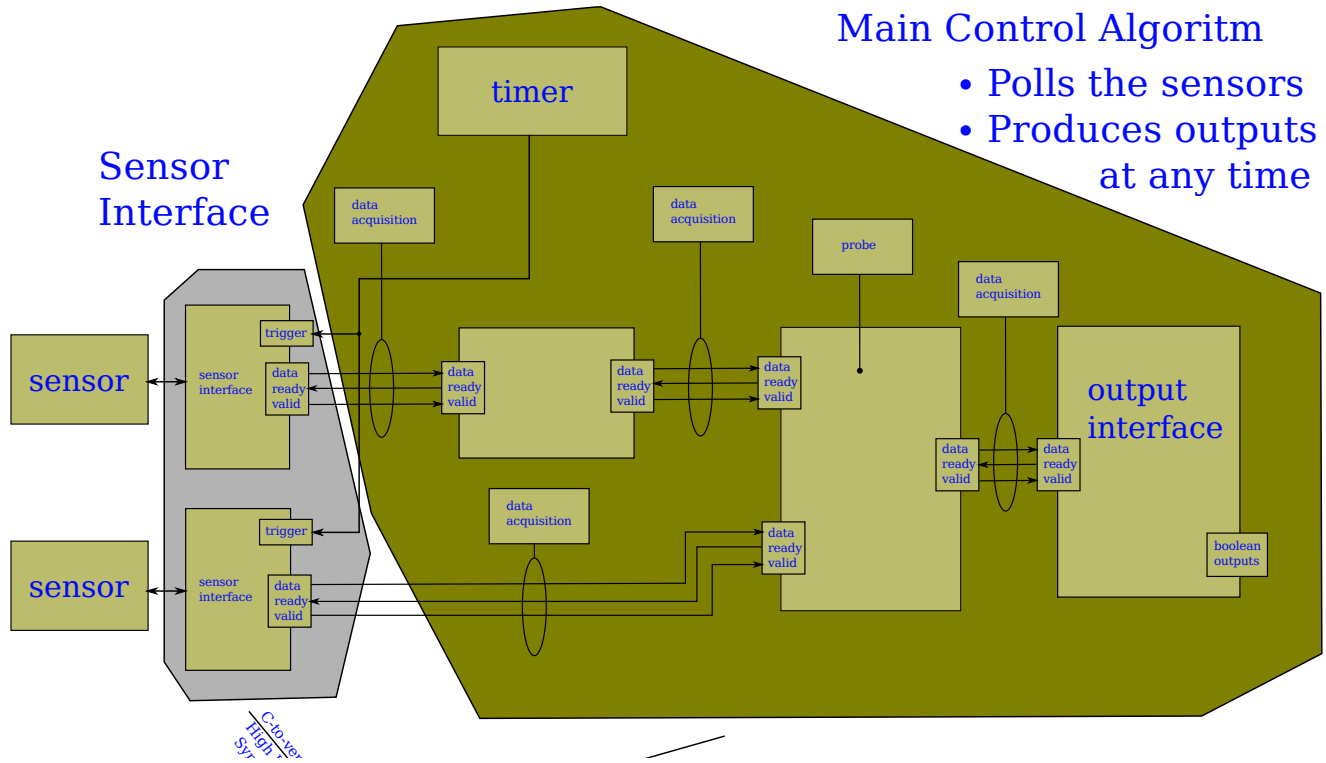 Main Control Algoritm
• Polls the sensors
• Produces outputs
at any time
timer
Sensor
Interface
data
acquisition
data
acquisition
probe
data
acquisition
sensor
sensor
interface
trigger
data
ready
valid
data
ready
valid
data
ready
valid
data
ready
valid
data
ready
valid
data
ready
valid
output
interface
boolean
outputs
data
acquisition
sensor
sensor
interface
trigger
data
ready
valid
data
ready
valid
High